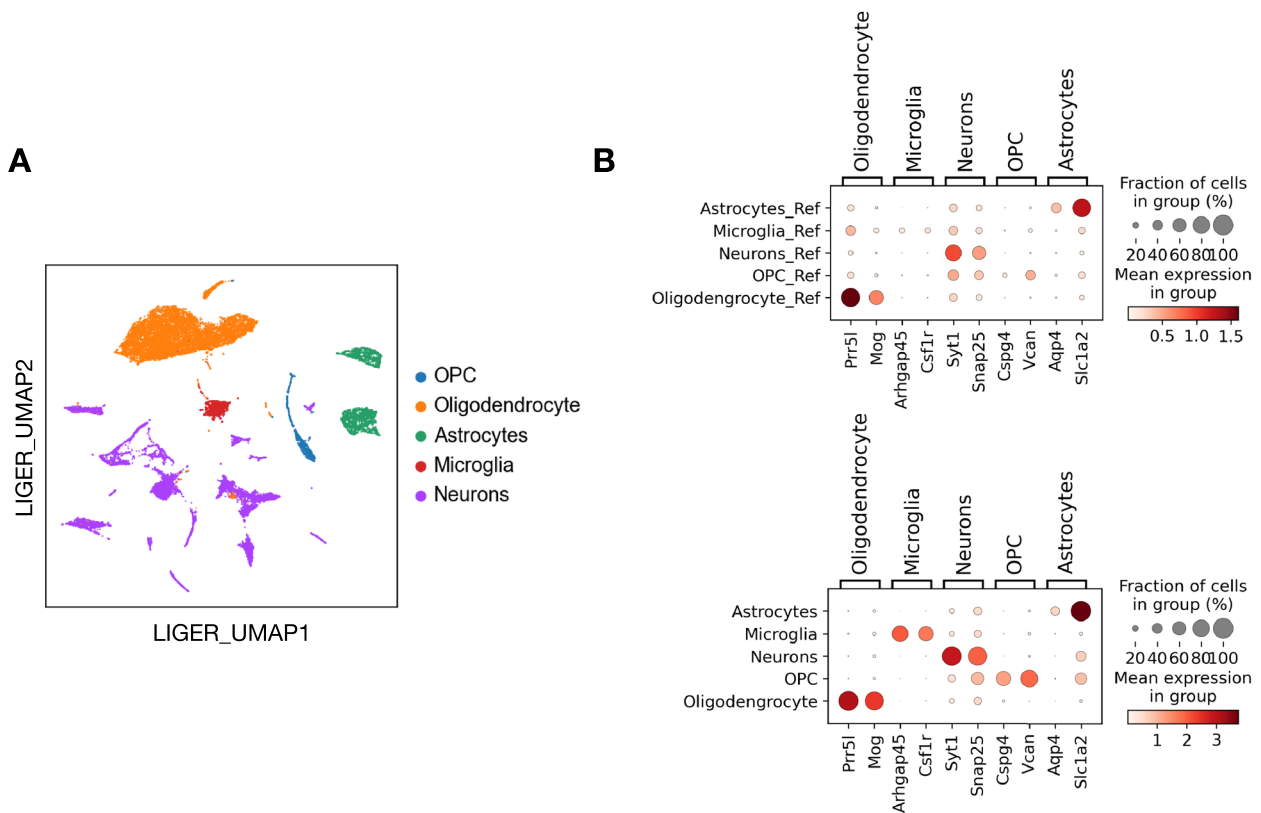 A
LIGER_UMAP2
LIGER_UMAP1
OPC
Oligodendrocyte
Astrocytes
Microglia
Neurons
B
Oligodendrocyte
Microglia
Neurons
OPC
Astrocytes
Astrocytes_Ref
Microglia_Ref
Neurons_Ref
OPC_Ref
Oligodengrocyte_Ref
Prr5l
Mog
Arhgap45
Csf1r
Syt1
Snap25
Cspg4
Vcan
Aqp4
Slc1a2
Fraction of cells
in group (%)
20 40 60 80 100
Mean expression
in group
0.5 1.0 1.5
Oligodendrocyte
Microglia
Neurons
OPC
Astrocytes
Astrocytes
Microglia
Neurons
OPC
Oligodengrocyte
Prr5l
Mog
Arhgap45
Csf1r
Syt1
Snap25
Cspg4
Vcan
Aqp4
Slc1a2
Fraction of cells
in group (%)
20 40 60 80 100
Mean expression
in group
1 2 3